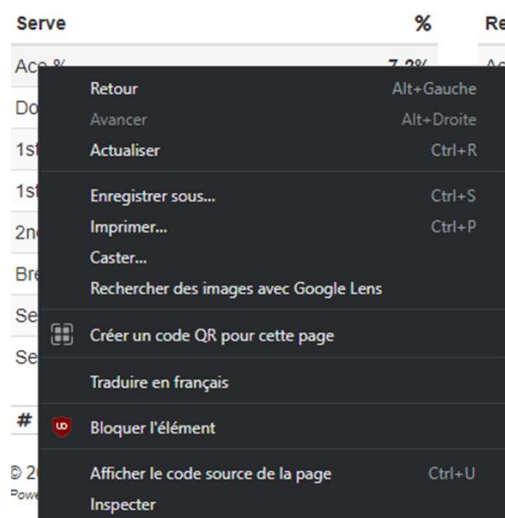 Serve %
Retour Alt+Gauche
Avancer Alt+Droite
Actualiser Ctrl+R
Enregistrer sous... Ctrl+S
Imprimer... Ctrl+P
Caster...
Rechercher des images avec Google Lens
Créer un code QR pour cette page
Traduire en français
Bloquer l'élément
#
Afficher le code source de la page Ctrl+U
Inspecter